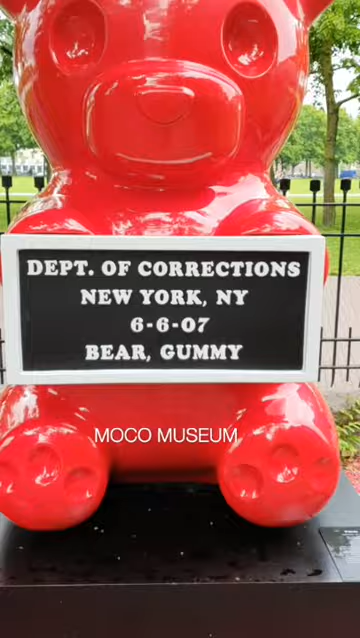 DEPT. OF CORRECTIONS
NEW YORK, NY
6-6-07
BEAR, GUMMY
MOCO MUSEUM